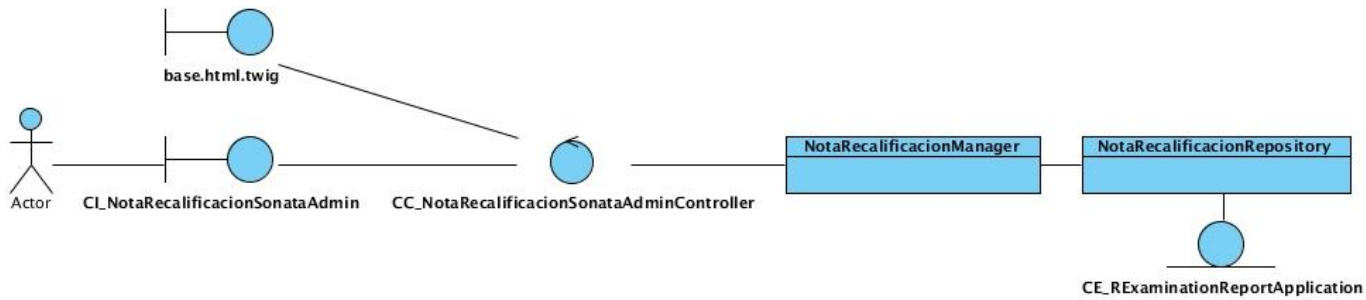 base.html.twig
NotaRecalificacionManager
NotaRecalificacionRepository
Actor
CI_NotaRecalificacionSonataAdmin
CC_NotaRecalificacionSonataAdminController
CE_RExaminationReportApplication